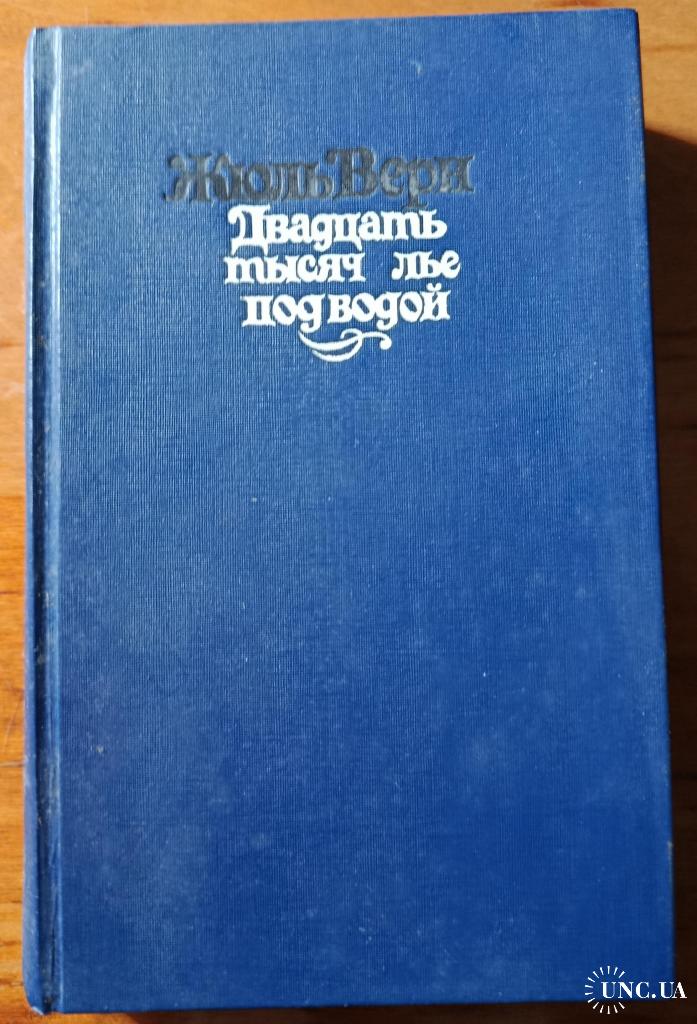 Жюль Верн
Двадцать
тысяч лье
под водой
UNC.UA